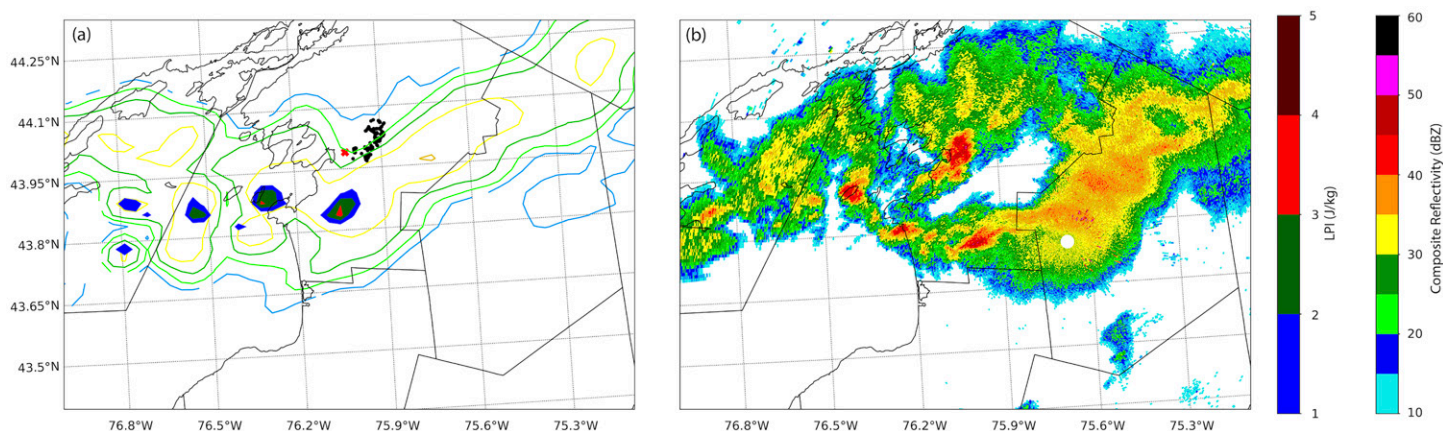 (a)
(b)
44.25°N
44.1°N
43.95°N
43.8°N
43.65°N
43.5°N
76.8°W 76.5°W 76.2°W 75.9°W 75.6°W 75.3°W
76.8°W 76.5°W 76.2°W 75.9°W 75.6°W 75.3°W
5
4
3
2
1
LPI (J/kg)
60
50
40
30
20
10
Composite Reflectivity (dBZ)